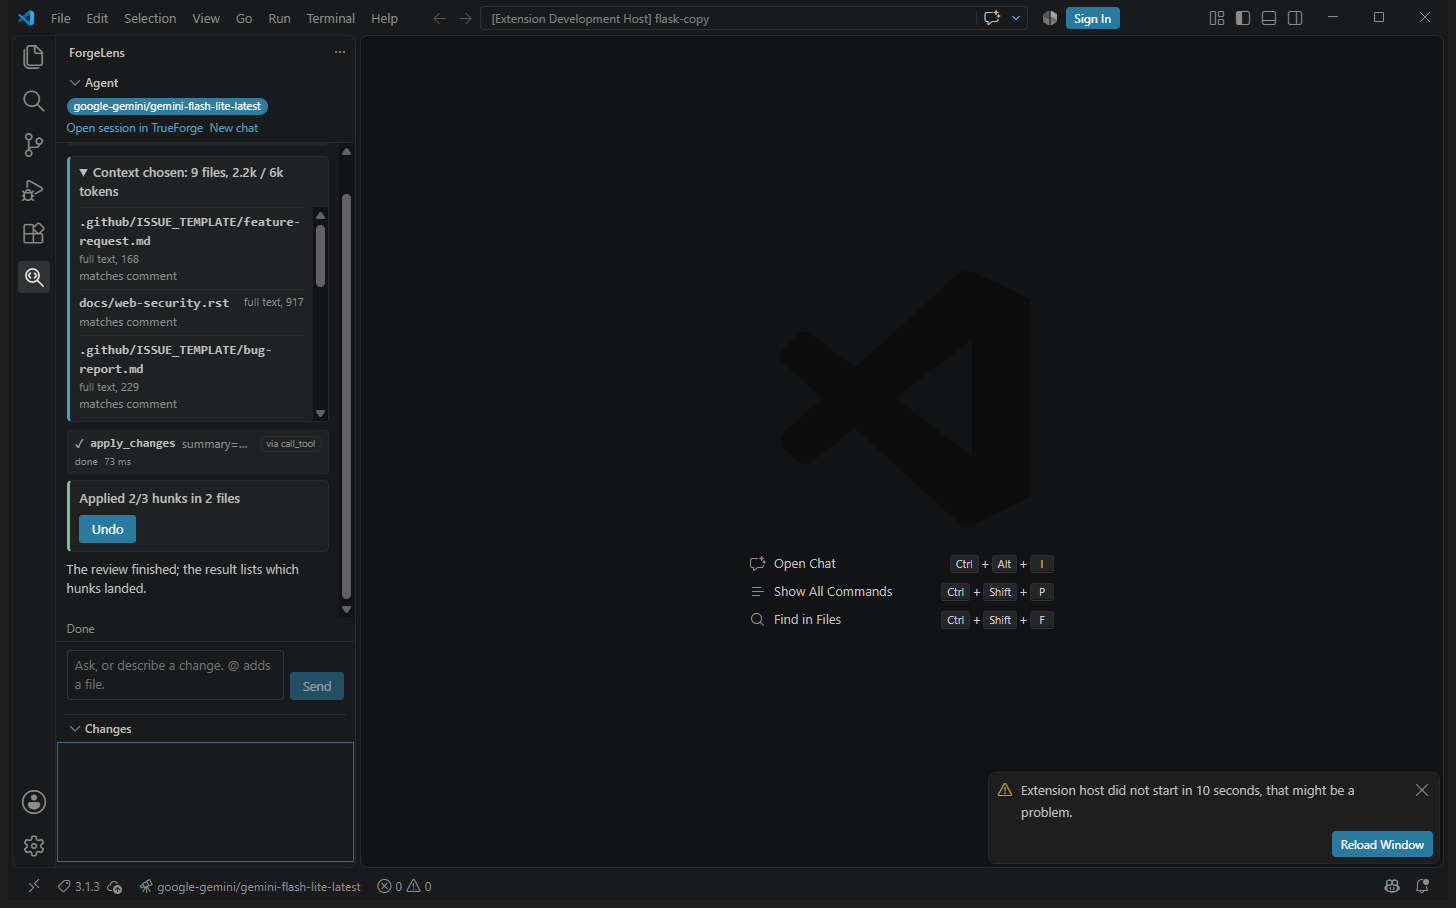 File Edit Selection View Go Run Terminal Help
[Extension Development Host] flask-copy
Sign In
ForgeLens
Agent
google-gemini/gemini-flash-lite-latest
Open session in TrueForge New chat
Context chosen: 9 files, 2.2k / 6k
tokens
.github/ISSUE_TEMPLATE/feature-
request.md
full text, 168
matches comment
docs/web-security.rst full text, 917
matches comment
.github/ISSUE_TEMPLATE/bug-
report.md
full text, 229
matches comment
✓ apply_changes summary=... via call_tool
done 73 ms
Applied 2/3 hunks in 2 files
Undo
The review finished; the result lists which
hunks landed.
Done
Ask, or describe a change. @ adds
a file.
Send
Changes
Open Chat Ctrl + Alt + I
Show All Commands Ctrl + Shift + P
Find in Files Ctrl + Shift + F
Extension host did not start in 10 seconds, that might be a
problem.
Reload Window
3.1.3 google-gemini/gemini-flash-lite-latest 0 0